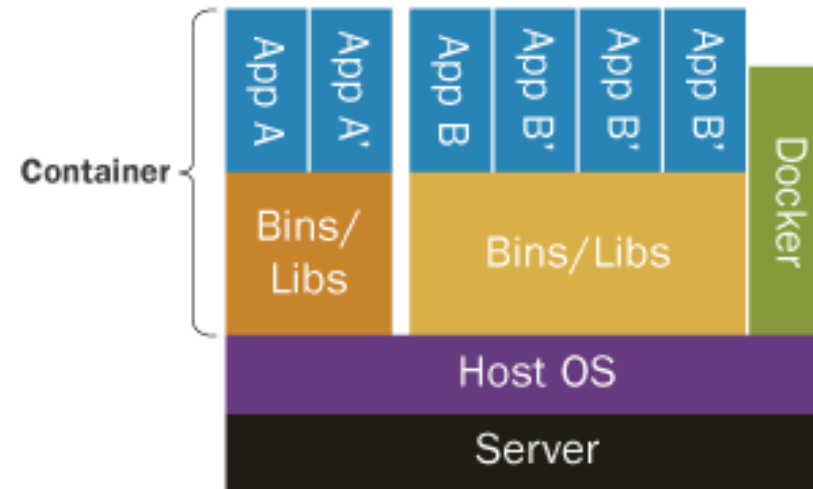 App A
App A'
App B
App B'
App B'
App B'
Docker
Container
Bins/
Libs
Bins/Libs
Host OS
Server